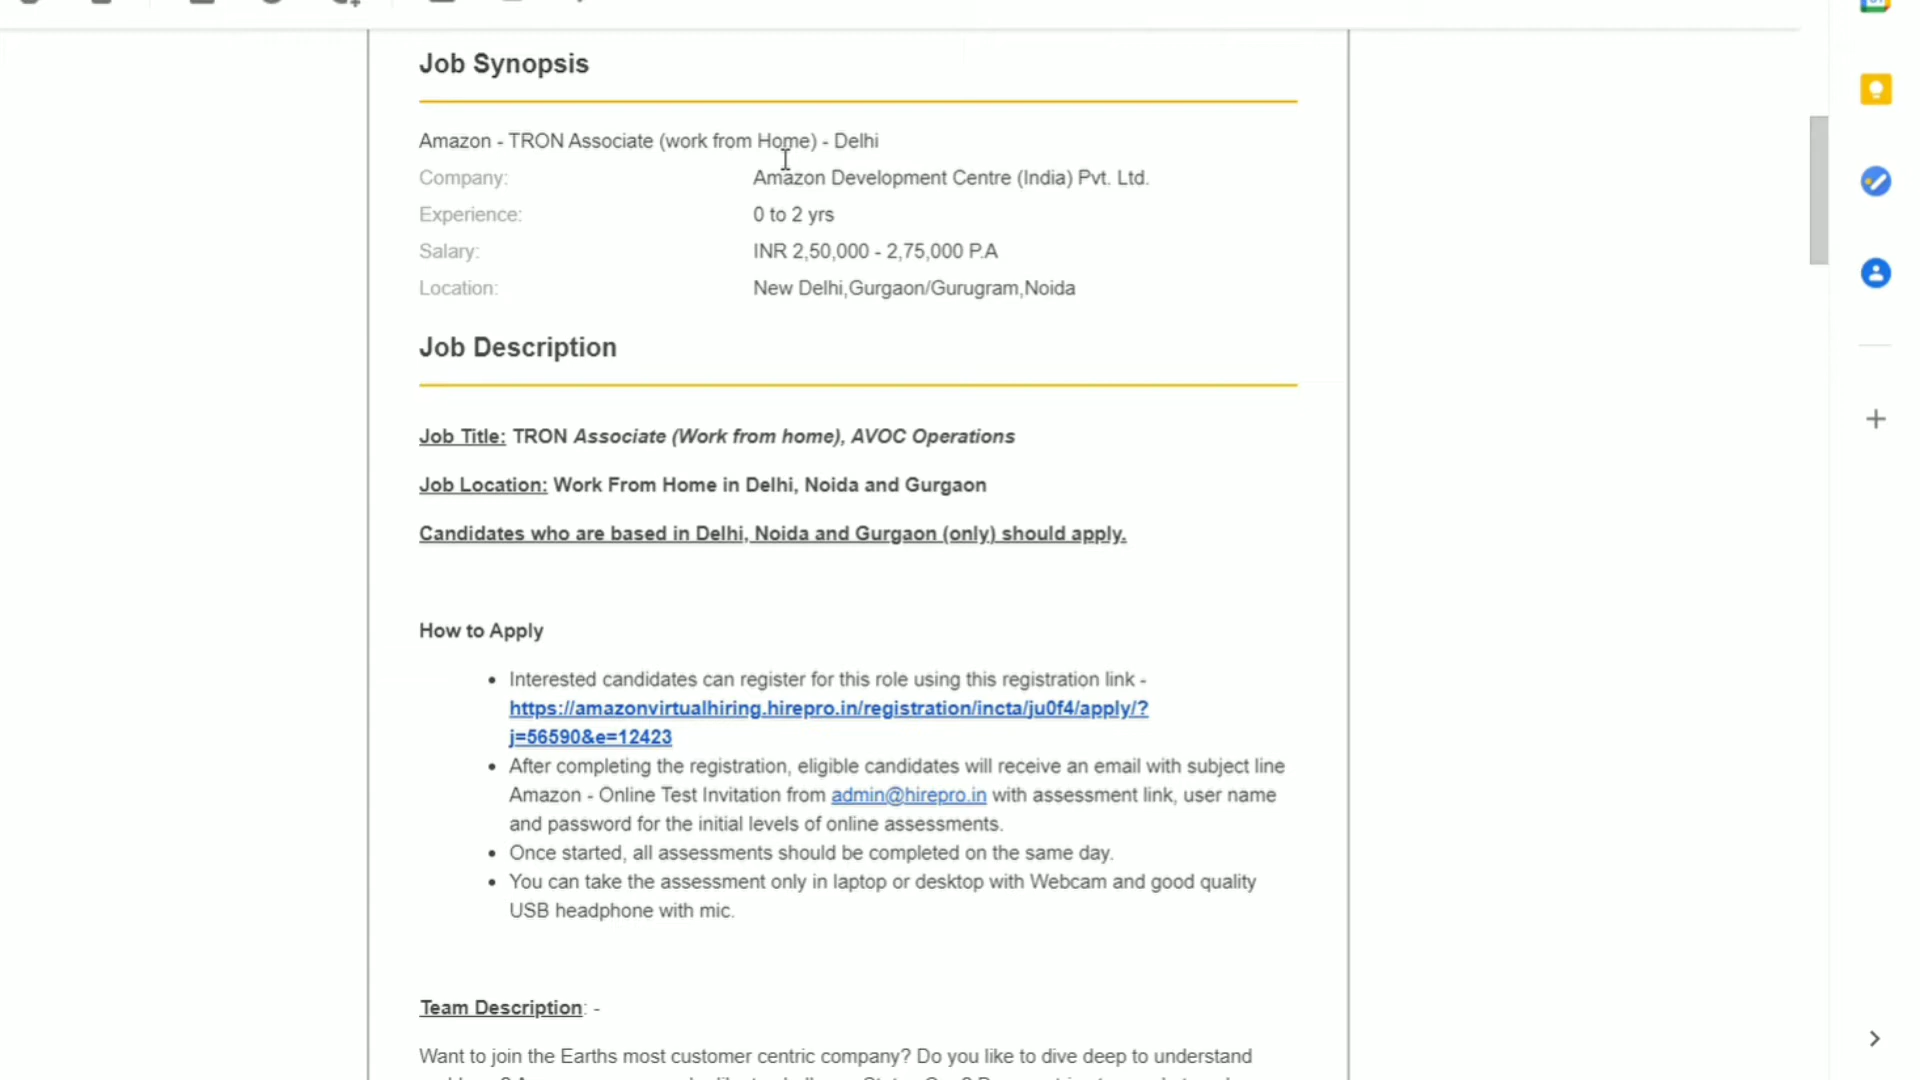 Job Synopsis
Amazon - TRON Associate (work from Home) - Delhi
Company: Amazon Development Centre (India) Pvt. Ltd.
Experience: 0 to 2 yrs
Salary: INR 2,50,000 - 2,75,000 P.A
Location: New Delhi,Gurgaon/Gurugram,Noida
Job Description
Job Title: TRON Associate (Work from home), AVOC Operations
Job Location: Work From Home in Delhi, Noida and Gurgaon
Candidates who are based in Delhi, Noida and Gurgaon (only) should apply.
How to Apply
• Interested candidates can register for this role using this registration link -
https://amazonvirtualhiring.hirepro.in/registration/incta/ju0f4/apply/?
j=56590&e=12423
• After completing the registration, eligible candidates will receive an email with subject line
Amazon - Online Test Invitation from admin@hirepro.in with assessment link, user name
and password for the initial levels of online assessments.
• Once started, all assessments should be completed on the same day.
• You can take the assessment only in laptop or desktop with Webcam and good quality
USB headphone with mic.
Team Description: -
Want to join the Earths most customer centric company? Do you like to dive deep to understand